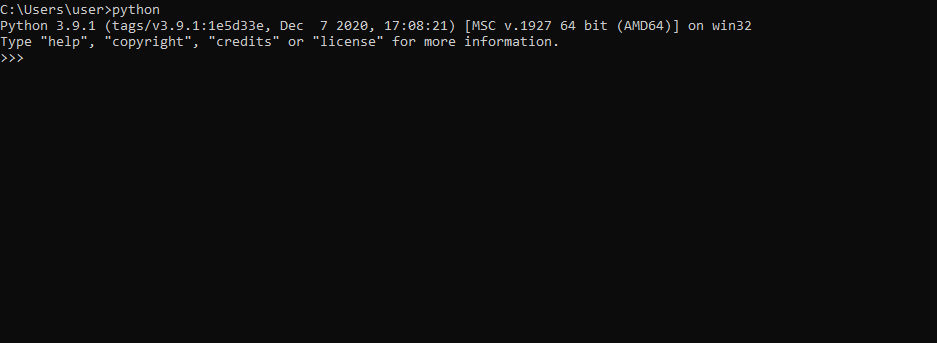 C:\Users\user>python
Python 3.9.1 (tags/v3.9.1:1e5d33e, Dec  7 2020, 17:08:21) [MSC v.1927 64 bit (AMD64)] on win32
Type "help", "copyright", "credits" or "license" for more information.
>>>